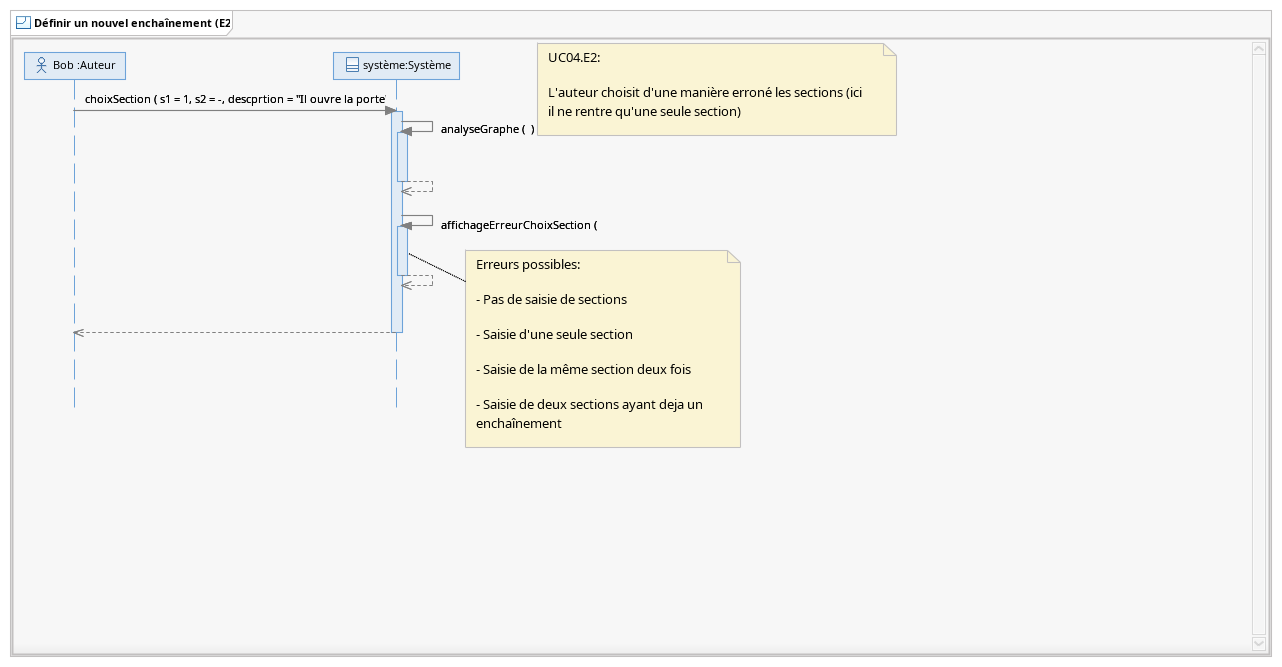 Définir un nouvel enchaînement (E2
Bob :Auteur
système:Système
UC04.E2:
L'auteur choisit d'une manière erroné les sections (ici
il ne rentre qu'une seule section)
choixSection ( s1 = 1, s2 = -, descprtion = "Il ouvre la porte'
analyseGraphe (  )
affichageErreurChoixSection (
Erreurs possibles:
- Pas de saisie de sections
- Saisie d'une seule section
- Saisie de la même section deux fois
- Saisie de deux sections ayant deja un
enchaînement